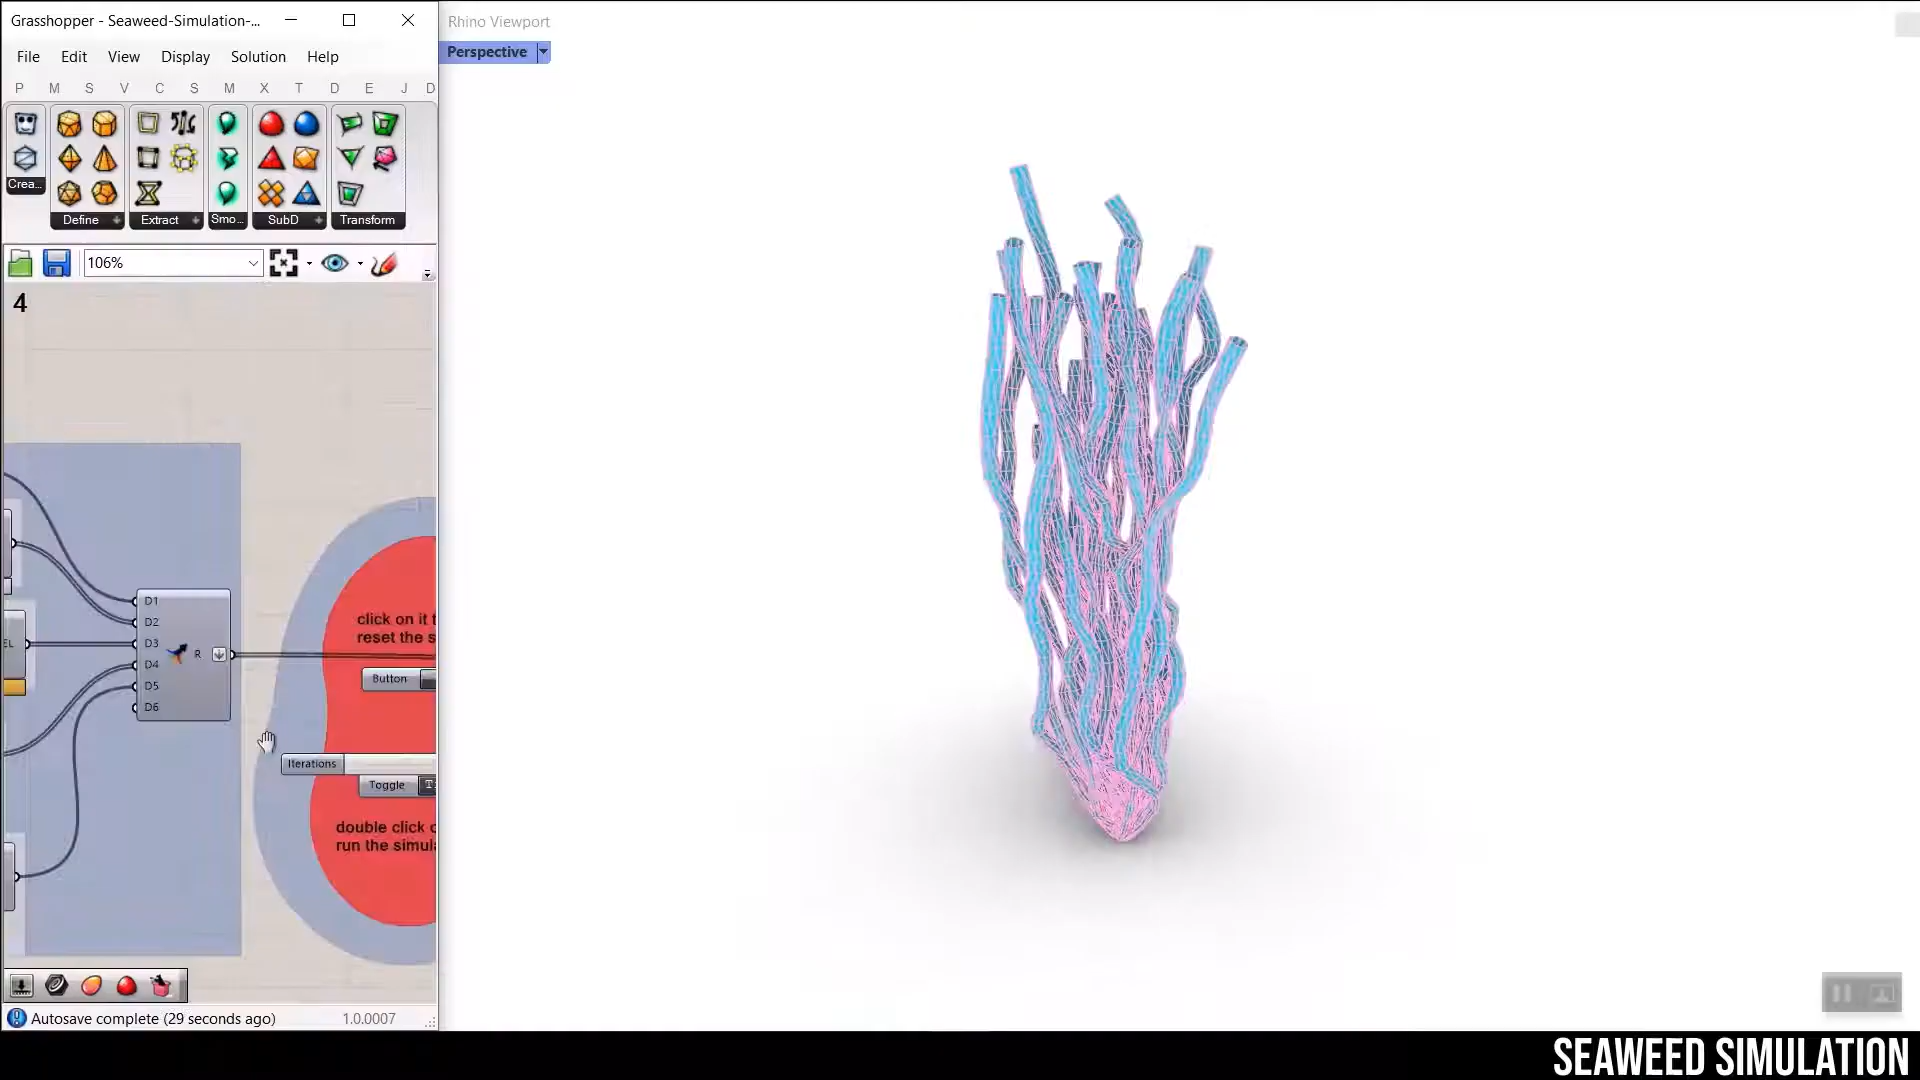 Grasshopper - Seaweed-Simulation-...
Rhino Viewport
Perspective
File Edit View Display Solution Help
P M S V C S M X T D E J D
Crea...
Define Extract Smo... SubD Transform
106%
4
D1
D2
D3
D4
D5
D6
R
EL
click on it t
reset the s
Button
Iterations
Toggle T
double click o
run the simula
Autosave complete (29 seconds ago) 1.0.0007
SEAWEED SIMULATION